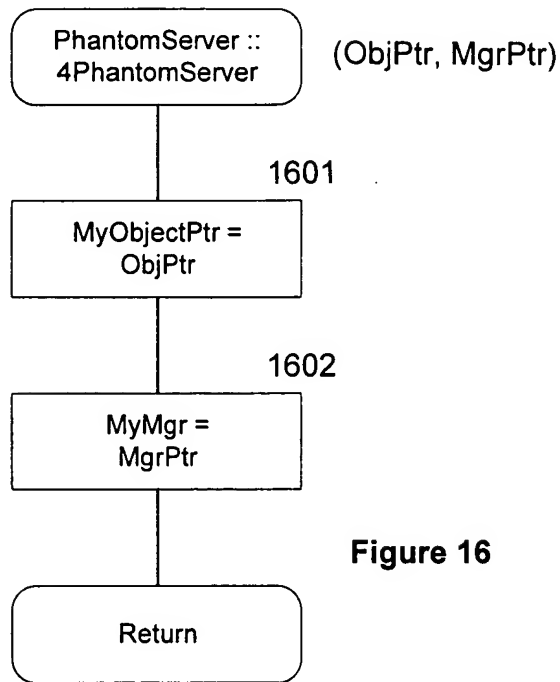 PhantomServer ::
4PhantomServer
(ObjPtr, MgrPtr)
1601
MyObjectPtr =
ObjPtr
1602
MyMgr =
MgrPtr
Figure 16
Return